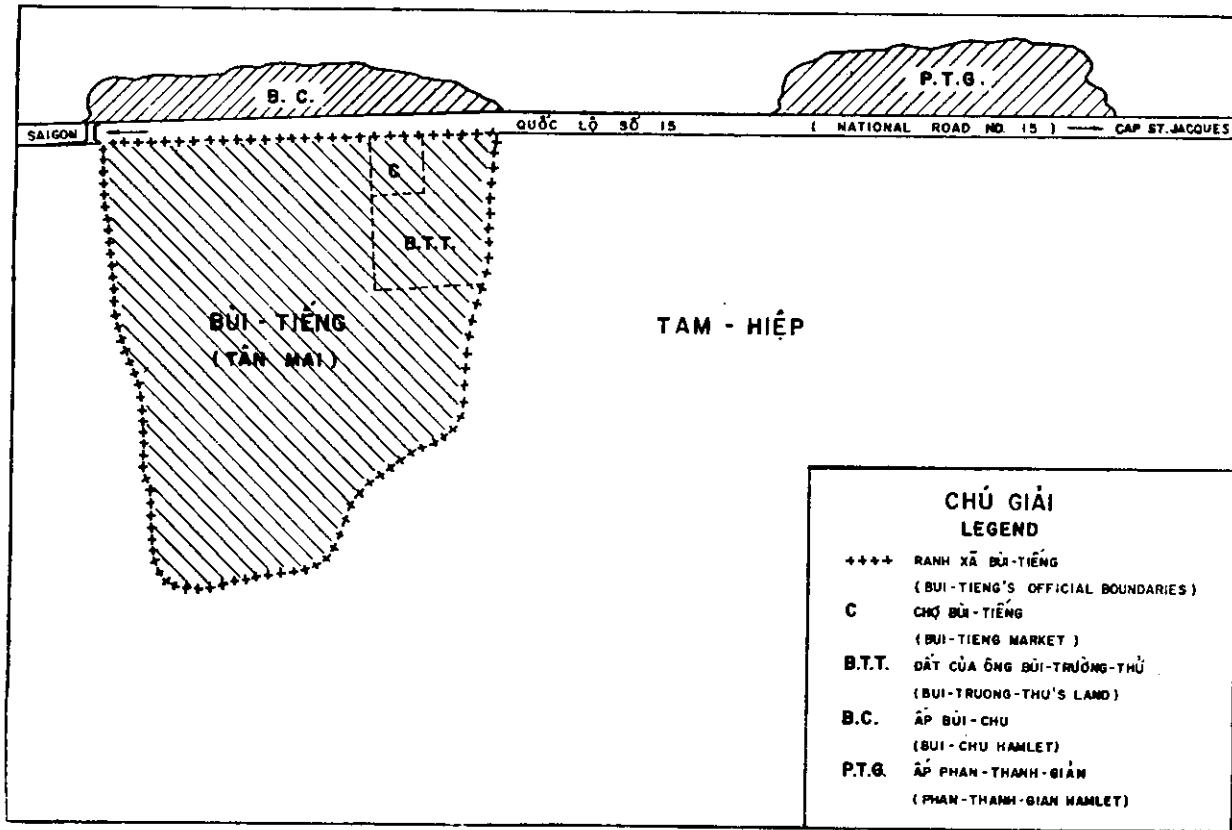 B. C.
P.T.G.
SAIGON
QUỐC LỘ SỐ 15 ( NATIONAL ROAD NO. 15 ) CAP ST. JACQUES
C
B.T.T.
BÙI - TIẾNG
( TÂN MAI )
TAM - HIỆP
CHÚ GIẢI
LEGEND
++++ RANH XÃ BÙI-TIẾNG
( BUI-TIENG'S OFFICIAL BOUNDARIES )
C CHỢ BÙI-TIẾNG
( BUI-TIENG MARKET )
B.T.T. ĐẤT CỦA ÔNG BÙI-TRƯỜNG-THỬ
( BUI-TRUONG-THU'S LAND )
B.C. ẤP BÙI-CHU
(BUI-CHU HAMLET)
P.T.G. ẤP PHAN-THANH-GIẢN
( PHAN-THANH-GIAN HAMLET )